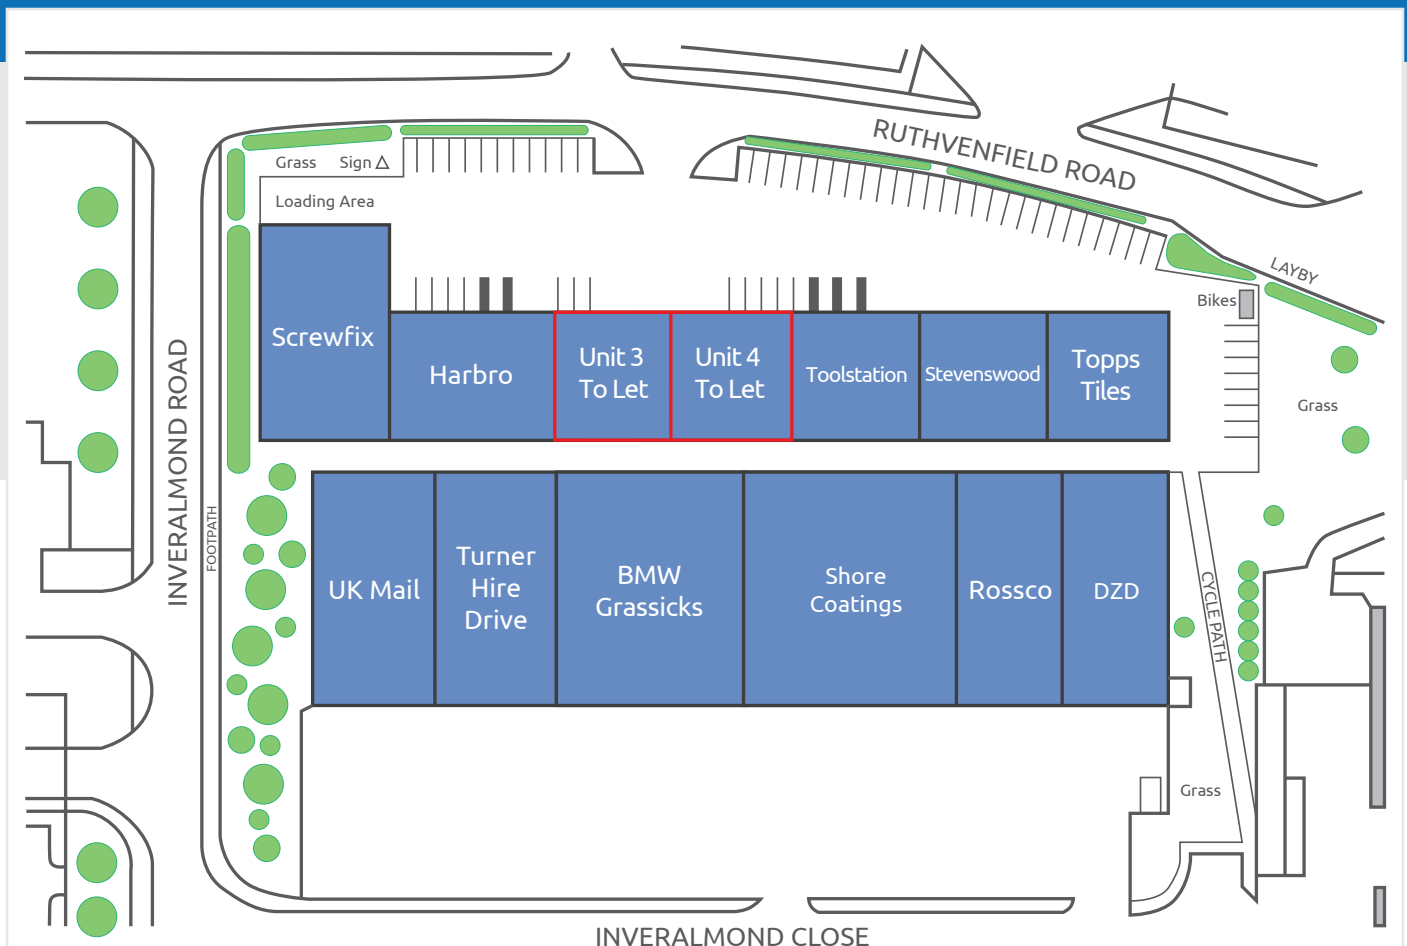 RUTHVENFIELD ROAD
Grass
Sign
Loading Area
LAYBY
Bikes
Screwfix
Harbro
Unit 3
To Let
Unit 4
To Let
Toolstation
Stevenswood
Topps
Tiles
Grass
INVERALMOND ROAD
FOOTPATH
UK Mail
Turner
Hire
Drive
BMW
Grassicks
Shore
Coatings
Rossco
DZD
CYCLE PATH
Grass
INVERALMOND CLOSE